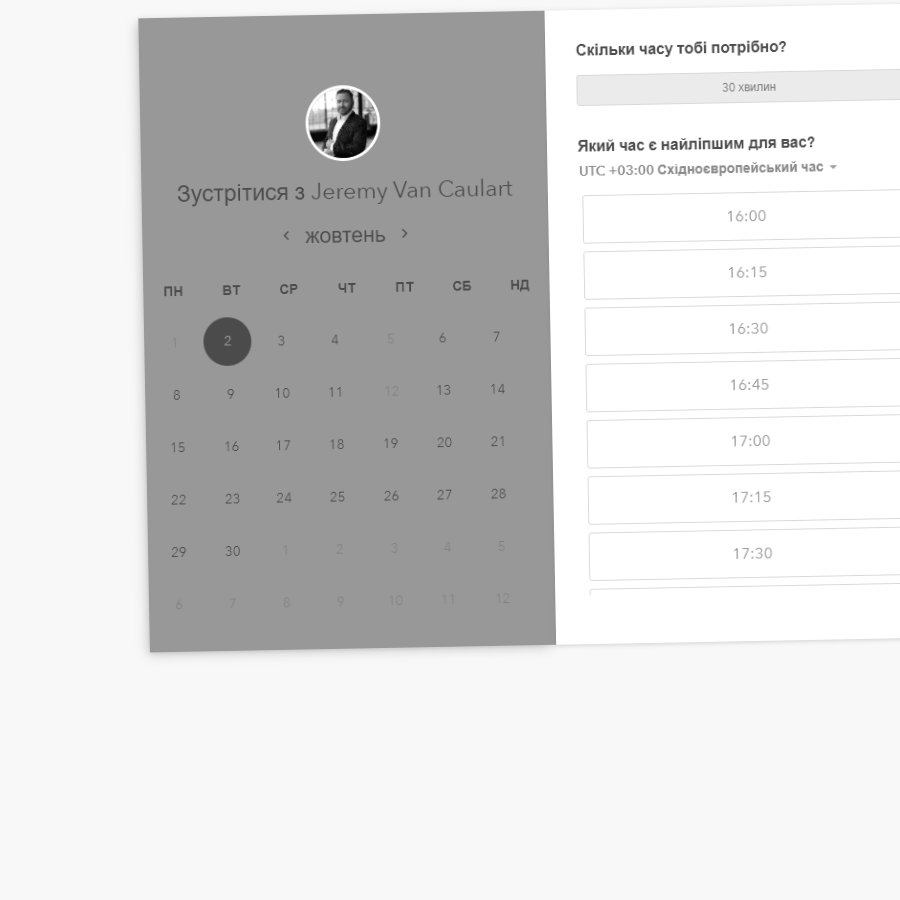 Зустрітися з Jeremy Van Caulart
жовтень
ПН ВТ СР ЧТ ПТ СБ НД
1 2 3 4 5 6 7
8 9 10 11 12 13 14
15 16 17 18 19 20 21
22 23 24 25 26 27 28
29 30 1 2 3 4 5
6 7 8 9 10 11 12
Скільки часу тобі потрібно?
30 хвилин
Який час є найліпшим для вас?
UTC +03:00 Східноєвропейський час
16:00
16:15
16:30
16:45
17:00
17:15
17:30